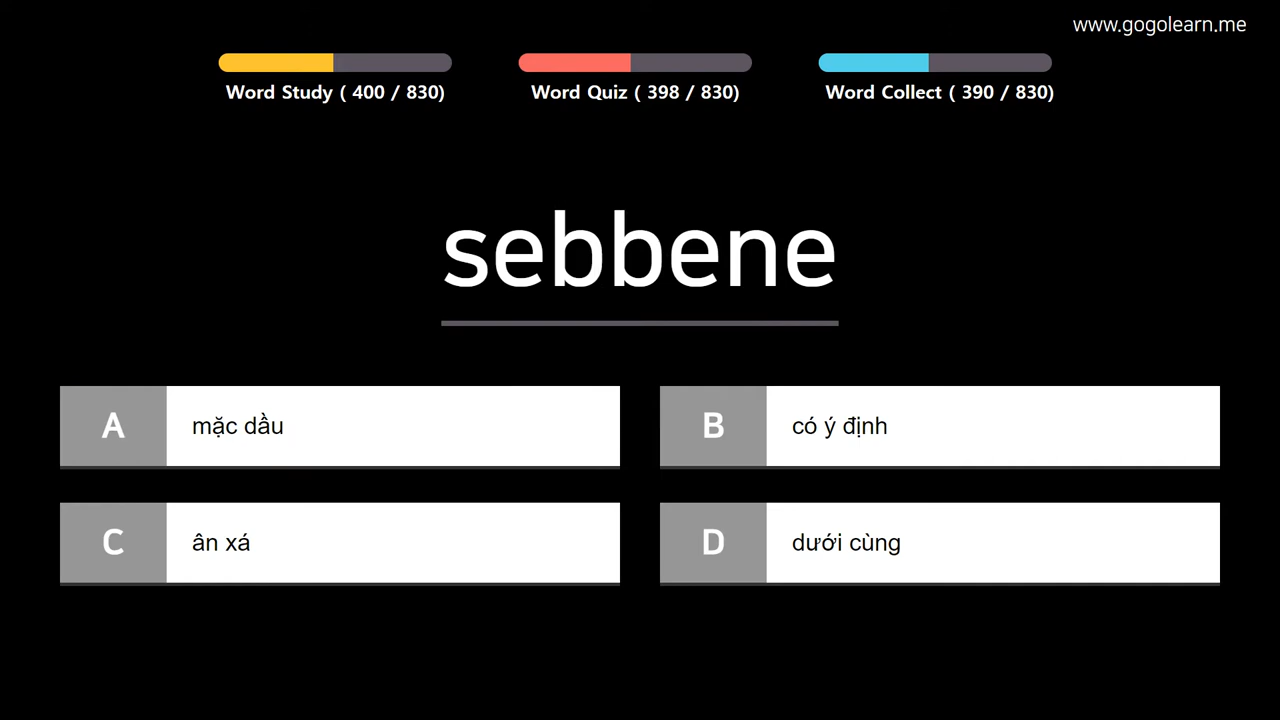 www.gogolearn.me
Word Study ( 400 / 830)
Word Quiz ( 398 / 830)
Word Collect ( 390 / 830)
sebbene
A mặc dầu
B có ý định
C ân xá
D dưới cùng